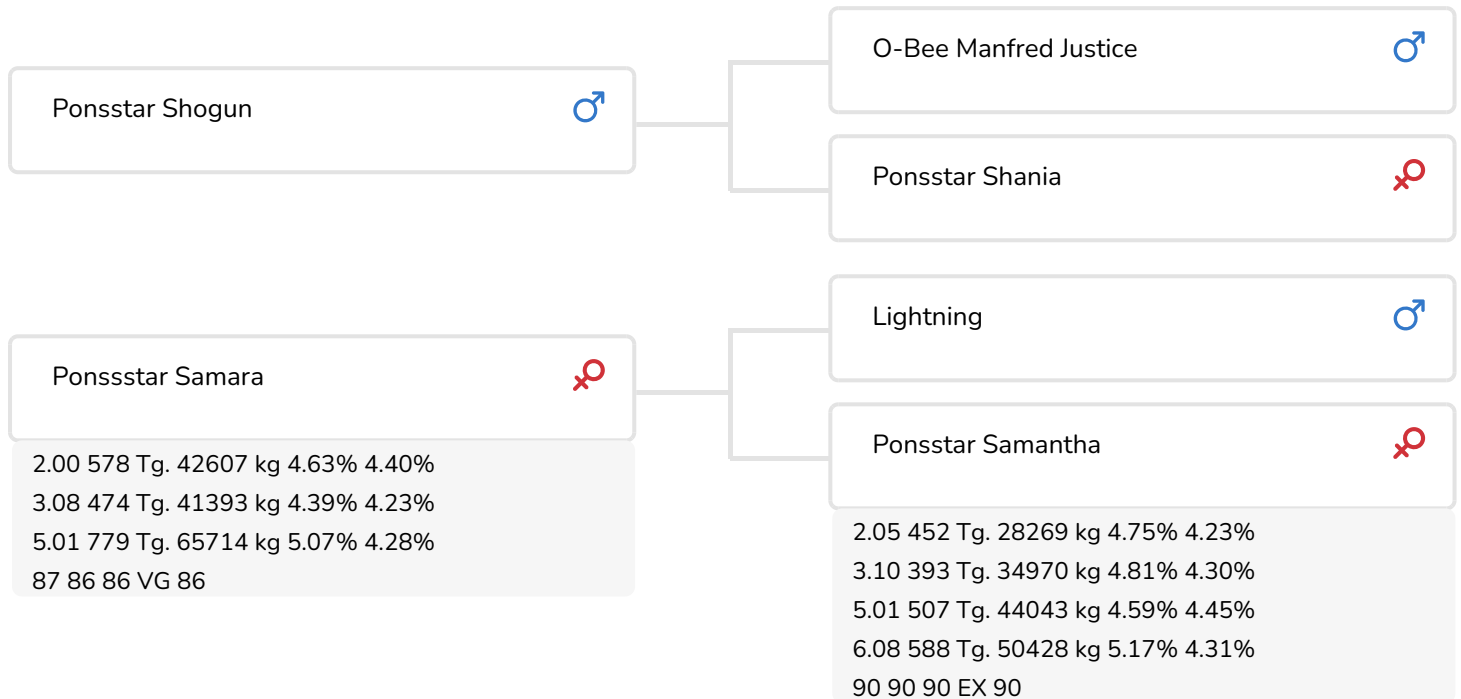 O-Bee Manfred Justice
Ponsstar Shogun
Ponsstar Shania
Lightning
Ponssstar Samara
Ponsstar Samantha
2.00 578 Tg. 42607 kg 4.63% 4.40%
3.08 474 Tg. 41393 kg 4.39% 4.23%
5.01 779 Tg. 65714 kg 5.07% 4.28%
87 86 86 VG 86
2.05 452 Tg. 28269 kg 4.75% 4.23%
3.10 393 Tg. 34970 kg 4.81% 4.30%
5.01 507 Tg. 44043 kg 4.59% 4.45%
6.08 588 Tg. 50428 kg 5.17% 4.31%
90 90 90 EX 90